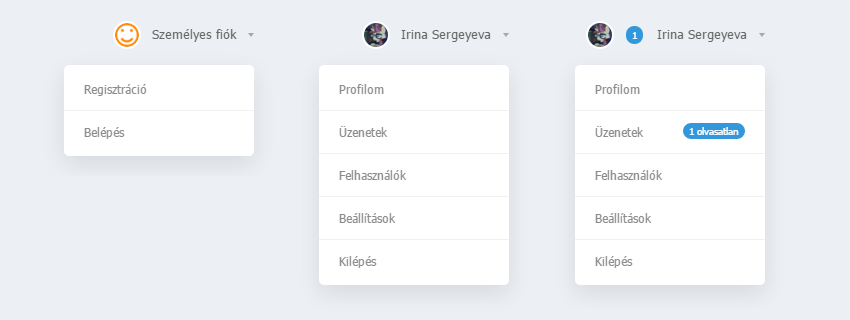 Személyes fiók
Regisztráció
Belépés
Irina Sergeyeva
Profilom
Üzenetek
Felhasználók
Beállítások
Kilépés
1 Irina Sergeyeva
Profilom
Üzenetek 1 olvasatlan
Felhasználók
Beállítások
Kilépés